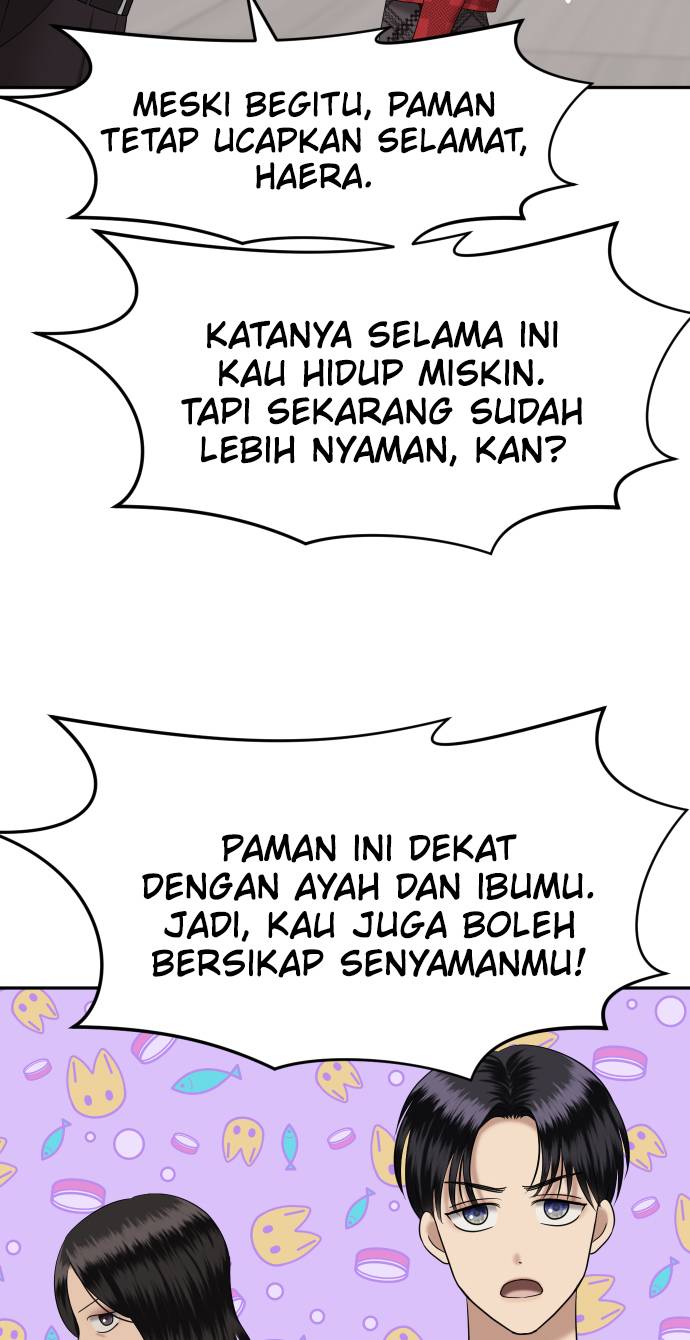 MESKI BEGITU, PAMAN
TETAP UCAPKAN SELAMAT,
HAERA.
KATANYA SELAMA INI
KAU HIDUP MISKIN.
TAPI SEKARANG SUDAH
LEBIH NYAMAN, KAN?
PAMAN INI DEKAT
DENGAN AYAH DAN IBUMU.
JADI, KAU JUGA BOLEH
BERSIKAP SENYAMANMU!